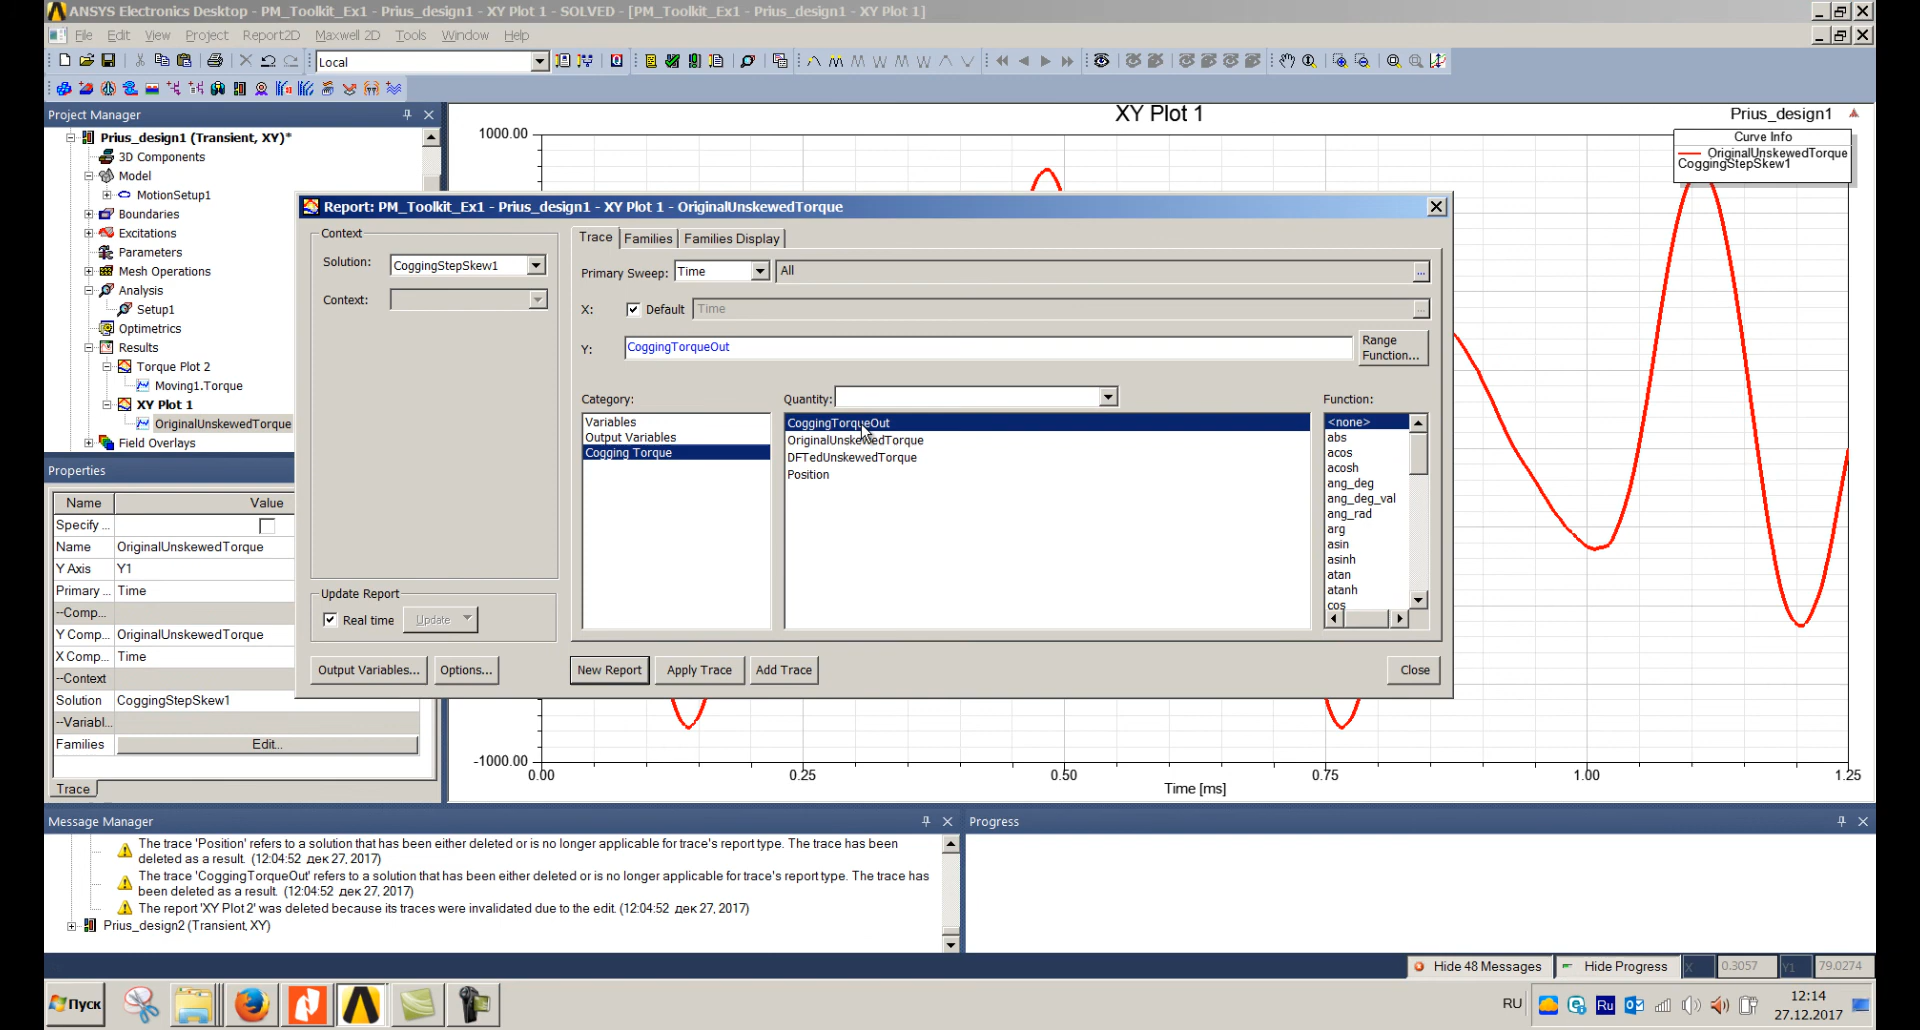 ANSYS Electronics Desktop - PM_Toolkit_Ex1 - Prius_design1 - XY Plot 1 - SOLVED - [PM_Toolkit_Ex1 - Prius_design1 - XY Plot 1]
File Edit View Project Report2D Maxwell 2D Tools Window Help
Local
Project Manager
Prius_design1 (Transient, XY)*
3D Components
Model
MotionSetup1
Boundaries
Excitations
Parameters
Mesh Operations
Analysis
Setup1
Optimetrics
Results
Torque Plot 2
Moving1.Torque
XY Plot 1
OriginalUnskewedTorque
Field Overlays
Properties
Name Value
Specify ...
Name OriginalUnskewedTorque
Y Axis Y1
Primary ... Time
--Comp...
Y Comp... OriginalUnskewedTorque
X Comp... Time
--Context
Solution CoggingStepSkew1
--Variabl...
Families Edit...
Trace
XY Plot 1
Prius_design1
Curve Info
OriginalUnskewedTorque
CoggingStepSkew1
1000.00
-1000.00
0.00 0.25 0.50 0.75 1.00 1.25
Time [ms]
Report: PM_Toolkit_Ex1 - Prius_design1 - XY Plot 1 - OriginalUnskewedTorque
Context
Solution: CoggingStepSkew1
Context:
Update Report
Real time Update
Output Variables... Options...
Trace Families Families Display
Primary Sweep: Time All ...
X: Default Time ...
Y: CoggingTorqueOut
Range
Function...
Category: Quantity: Function:
Variables
Output Variables
Cogging Torque
CoggingTorqueOut
OriginalUnskewedTorque
DFTedUnskewedTorque
Position
<none>
abs
acos
acosh
ang_deg
ang_deg_val
ang_rad
arg
asin
asinh
atan
atanh
cos
New Report Apply Trace Add Trace Close
Message Manager
The trace 'Position' refers to a solution that has been either deleted or is no longer applicable for trace's report type. The trace has been
deleted as a result. (12:04:52 дек 27, 2017)
The trace 'CoggingTorqueOut' refers to a solution that has been either deleted or is no longer applicable for trace's report type. The trace has
been deleted as a result. (12:04:52 дек 27, 2017)
The report 'XY Plot 2' was deleted because its traces were invalidated due to the edit. (12:04:52 дек 27, 2017)
Prius_design2 (Transient, XY)
Progress
Hide 48 Messages Hide Progress X 0.3057 Y1 79.0274
Пуск
RU
Ru
12:14
27.12.2017